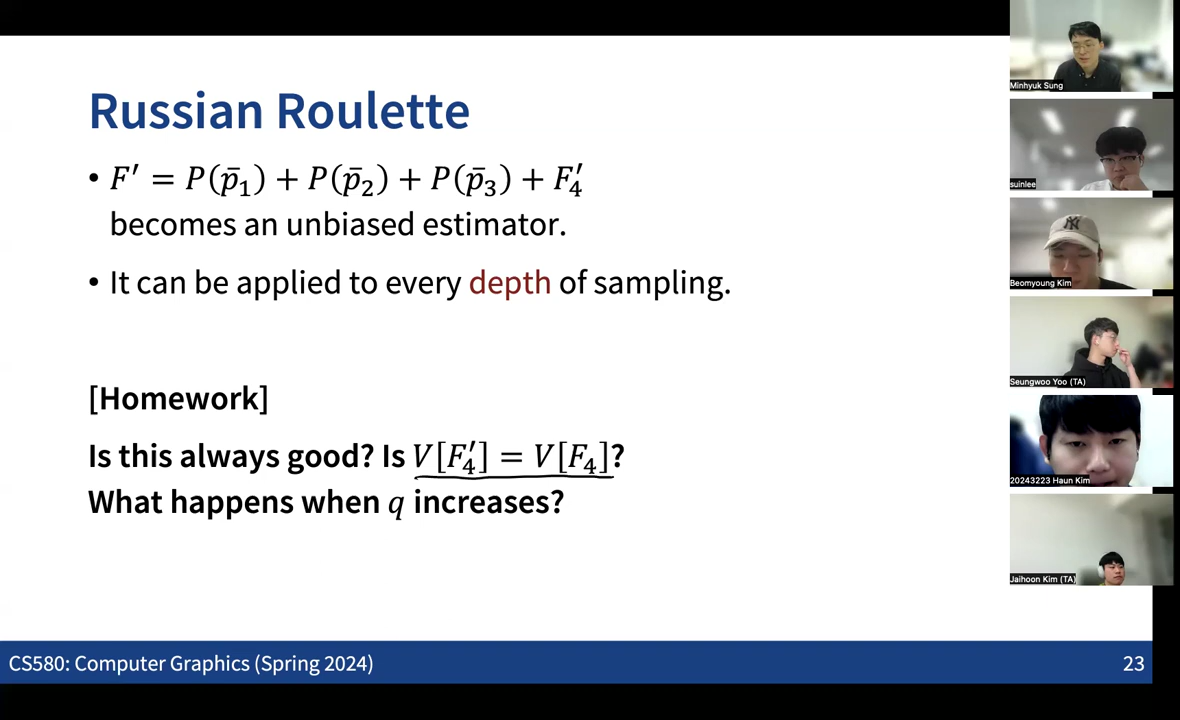 Russian Roulette
• F′ = P(p̄₁) + P(p̄₂) + P(p̄₃) + F₄′
becomes an unbiased estimator.
• It can be applied to every depth of sampling.
[Homework]
Is this always good? Is V[F₄′] = V[F₄]?
What happens when q increases?
CS580: Computer Graphics (Spring 2024)
23
Minhyuk Sung
suinlee
Beomyoung Kim
Seungwoo Yoo (TA)
20243223 Haun Kim
Jaihoon Kim (TA)